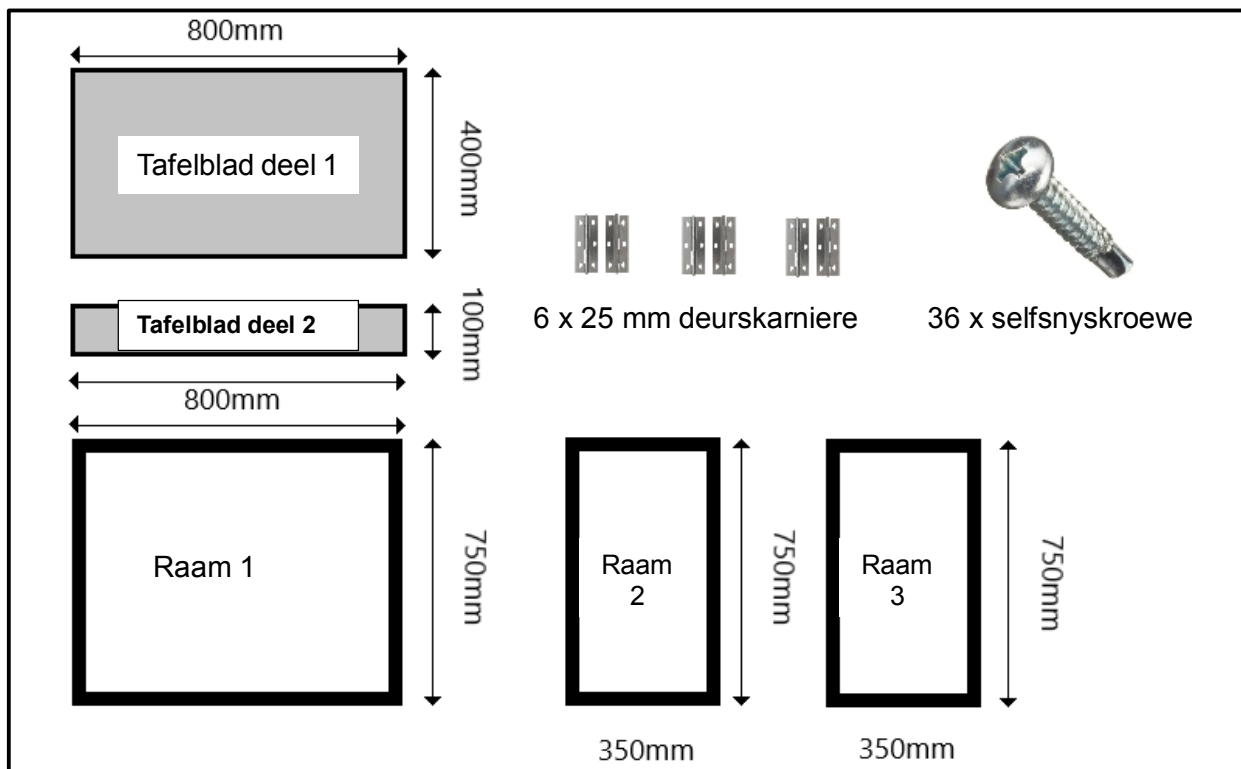 800mm
Tafelblad deel 1
400mm
Tafelblad deel 2
100mm
800mm
6 x 25 mm deurskarniere
36 x selfsnyskroewe
Raam 1
750mm
Raam
2
750mm
350mm
Raam
3
750mm
350mm